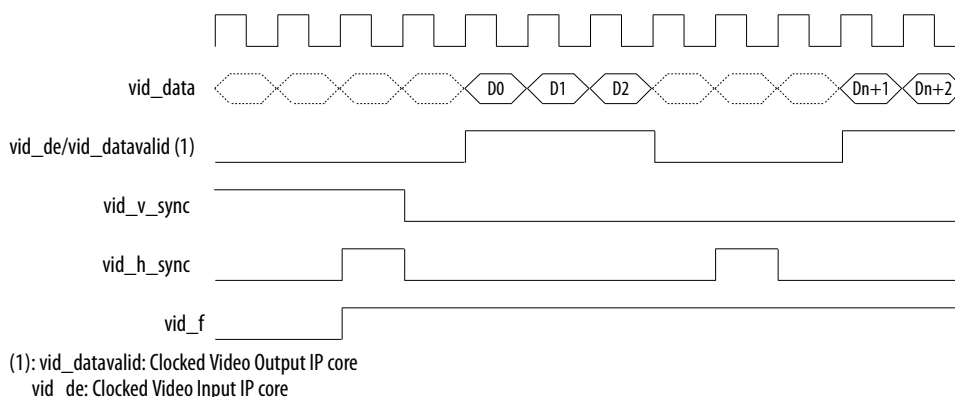 vid_data D0 D1 D2 Dn+1 Dn+2
vid_de/vid_datavalid (1)
vid_v_sync
vid_h_sync
vid_f
(1): vid_datavalid: Clocked Video Output IP core
vid_de: Clocked Video Input IP core